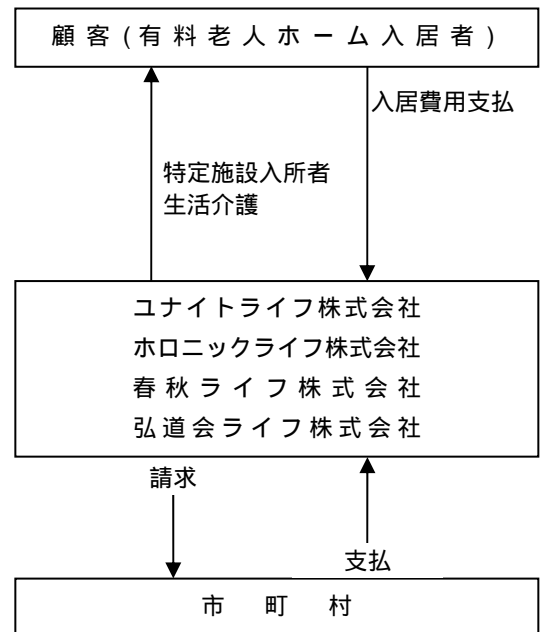 顧客(有料老人ホーム入居者)
入居費用支払
特定施設入所者
生活介護
ユナイトライフ株式会社
ホロニックライフ株式会社
春秋ライフ株式会社
弘道会ライフ株式会社
請求
支払
市町村